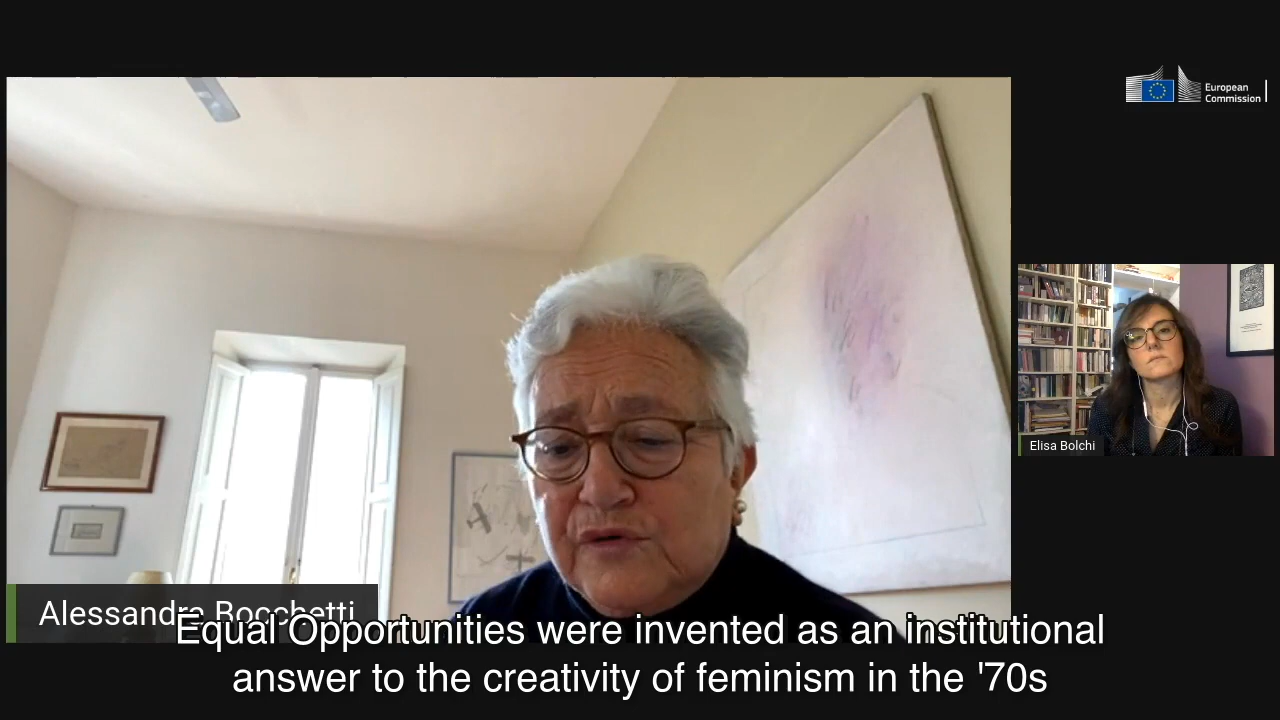 European
Commission
Elisa Bolchi
Alessandra Bocchetti
Equal Opportunities were invented as an institutional
answer to the creativity of feminism in the '70s